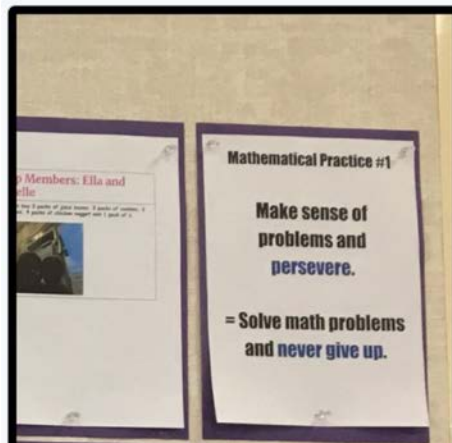 p Members: Ella and
elle
Mathematical Practice #1
Make sense of
problems and
persevere.
= Solve math problems
and never give up.